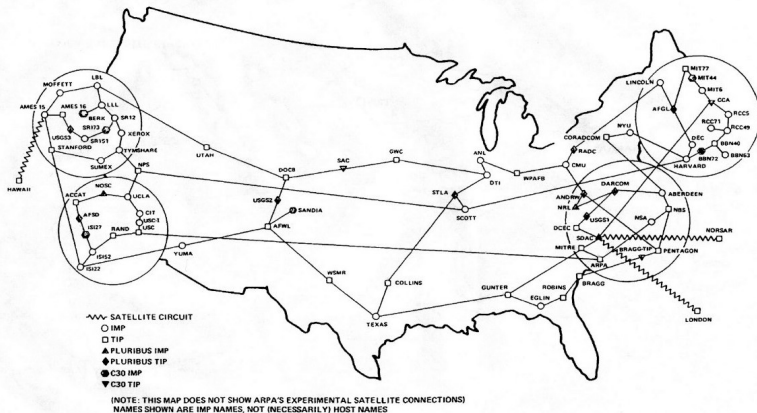 LBL
MOFFETT
AMES 15
AMES 16
LLL
BERK
SRI2
SRI73
XEROX
USGS3
SRI51
STANFORD
TYMSHARE
SUMEX
NPS
HAWAII
NOSC
ACCAT
UCLA
AFSD
CIT
USC-I
ISI27
RAND
USC
ISI52
ISI22
YUMA
UTAH
DOCB
SAC
GWC
USGS2
SANDIA
AFWL
WSMR
TEXAS
COLLINS
STLA
SCOTT
ANL
DTI
WPAFB
CMU
RADC
CORADCOM
NYU
LINCOLN
MIT77
MIT44
MIT6
CCA
AFGL
RCC5
RCC71
RCC49
DEC
BBN40
HARVARD
BBN72
BBN63
ANDRW
DARCOM
ABERDEEN
NRL
USGS1
NBS
NSA
DCEC
SDAC
NORSAR
MITRE
BRAGG-TIP
PENTAGON
ARPA
ROBINS
BRAGG
GUNTER
EGLIN
LONDON
SATELLITE CIRCUIT
IMP
TIP
PLURIBUS IMP
PLURIBUS TIP
C30 IMP
C30 TIP
(NOTE: THIS MAP DOES NOT SHOW ARPA'S EXPERIMENTAL SATELLITE CONNECTIONS)
NAMES SHOWN ARE IMP NAMES, NOT (NECESSARILY) HOST NAMES